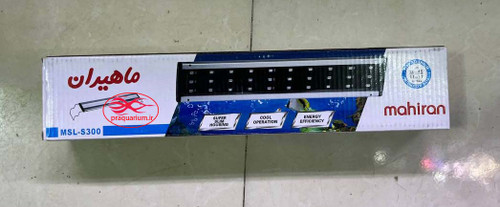 ماهیران
praquarium.ir
MSL-S300
SUPER
SLIM
HOUSING
COOL
OPERATION
ENERGY
EFFICIENCY
mahiran